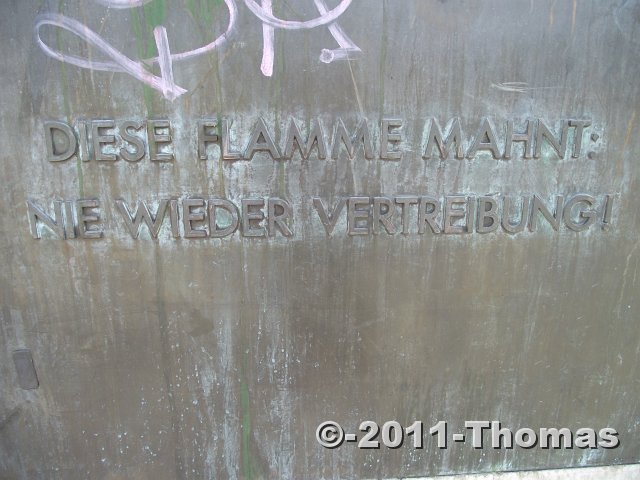 DIESE FLAMME MAHNT:
NIE WIEDER VERTREIBUNG!
©-2011-Thomas